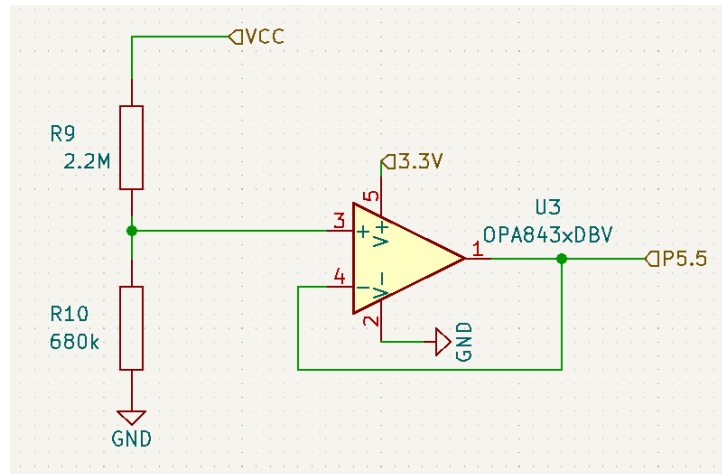 VCC
R9
2.2M
3.3V
5
U3
OPA843xDBV
3
+
V+
1
P5.5
4
-
V-
2
GND
R10
680k
GND